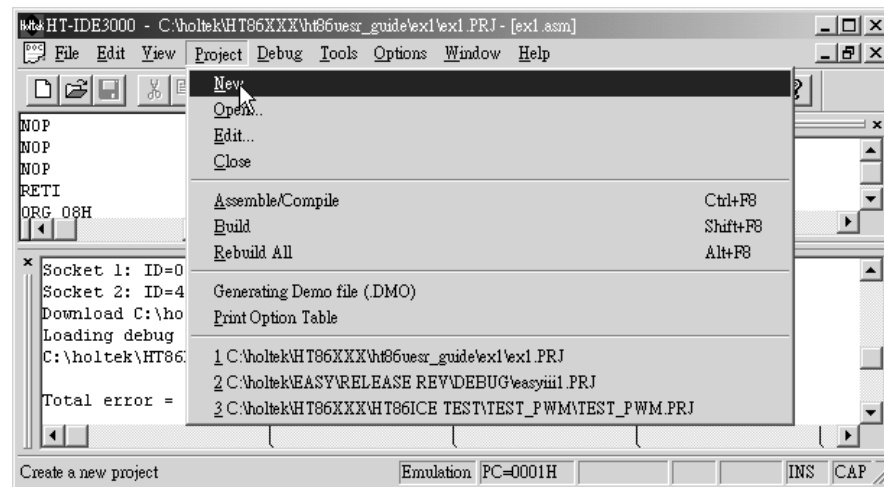 HT-IDE3000 - C:\holtek\HT86XXX\ht86uesr_guide\ex1\ex1.PRJ - [ex1.asm]
File Edit View Project Debug Tools Options Window Help
New
Open...
Edit...
Close
Assemble/Compile Ctrl+F8
Build Shift+F8
Rebuild All Alt+F8
Generating Demo file (.DMO)
Print Option Table
1 C:\holtek\HT86XXX\ht86uesr_guide\ex1\ex1.PRJ
2 C:\holtek\EASY\RELEASE REV\DEBUG\easyiii1.PRJ
3 C:\holtek\HT86XXX\HT86ICE TEST\TEST_PWM\TEST_PWM.PRJ
NOP
NOP
NOP
RETI
ORG 08H
Socket 1: ID=0
Socket 2: ID=4
Download C:\ho
Loading debug
C:\holtek\HT86
Total error =
Create a new project Emulation PC=0001H INS CAP